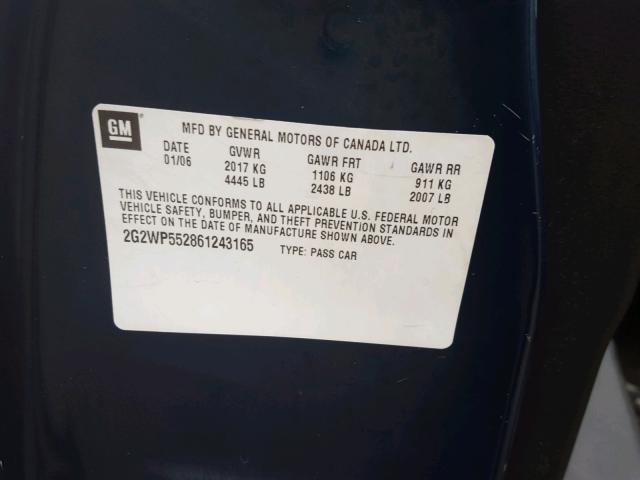 GM
MFD BY GENERAL MOTORS OF CANADA LTD.
DATE GVWR GAWR FRT GAWR RR
01/06 2017 KG 1106 KG 911 KG
4445 LB 2438 LB 2007 LB
THIS VEHICLE CONFORMS TO ALL APPLICABLE U.S. FEDERAL MOTOR
VEHICLE SAFETY, BUMPER, AND THEFT PREVENTION STANDARDS IN
EFFECT ON THE DATE OF MANUFACTURE SHOWN ABOVE.
2G2WP552861243165 TYPE: PASS CAR